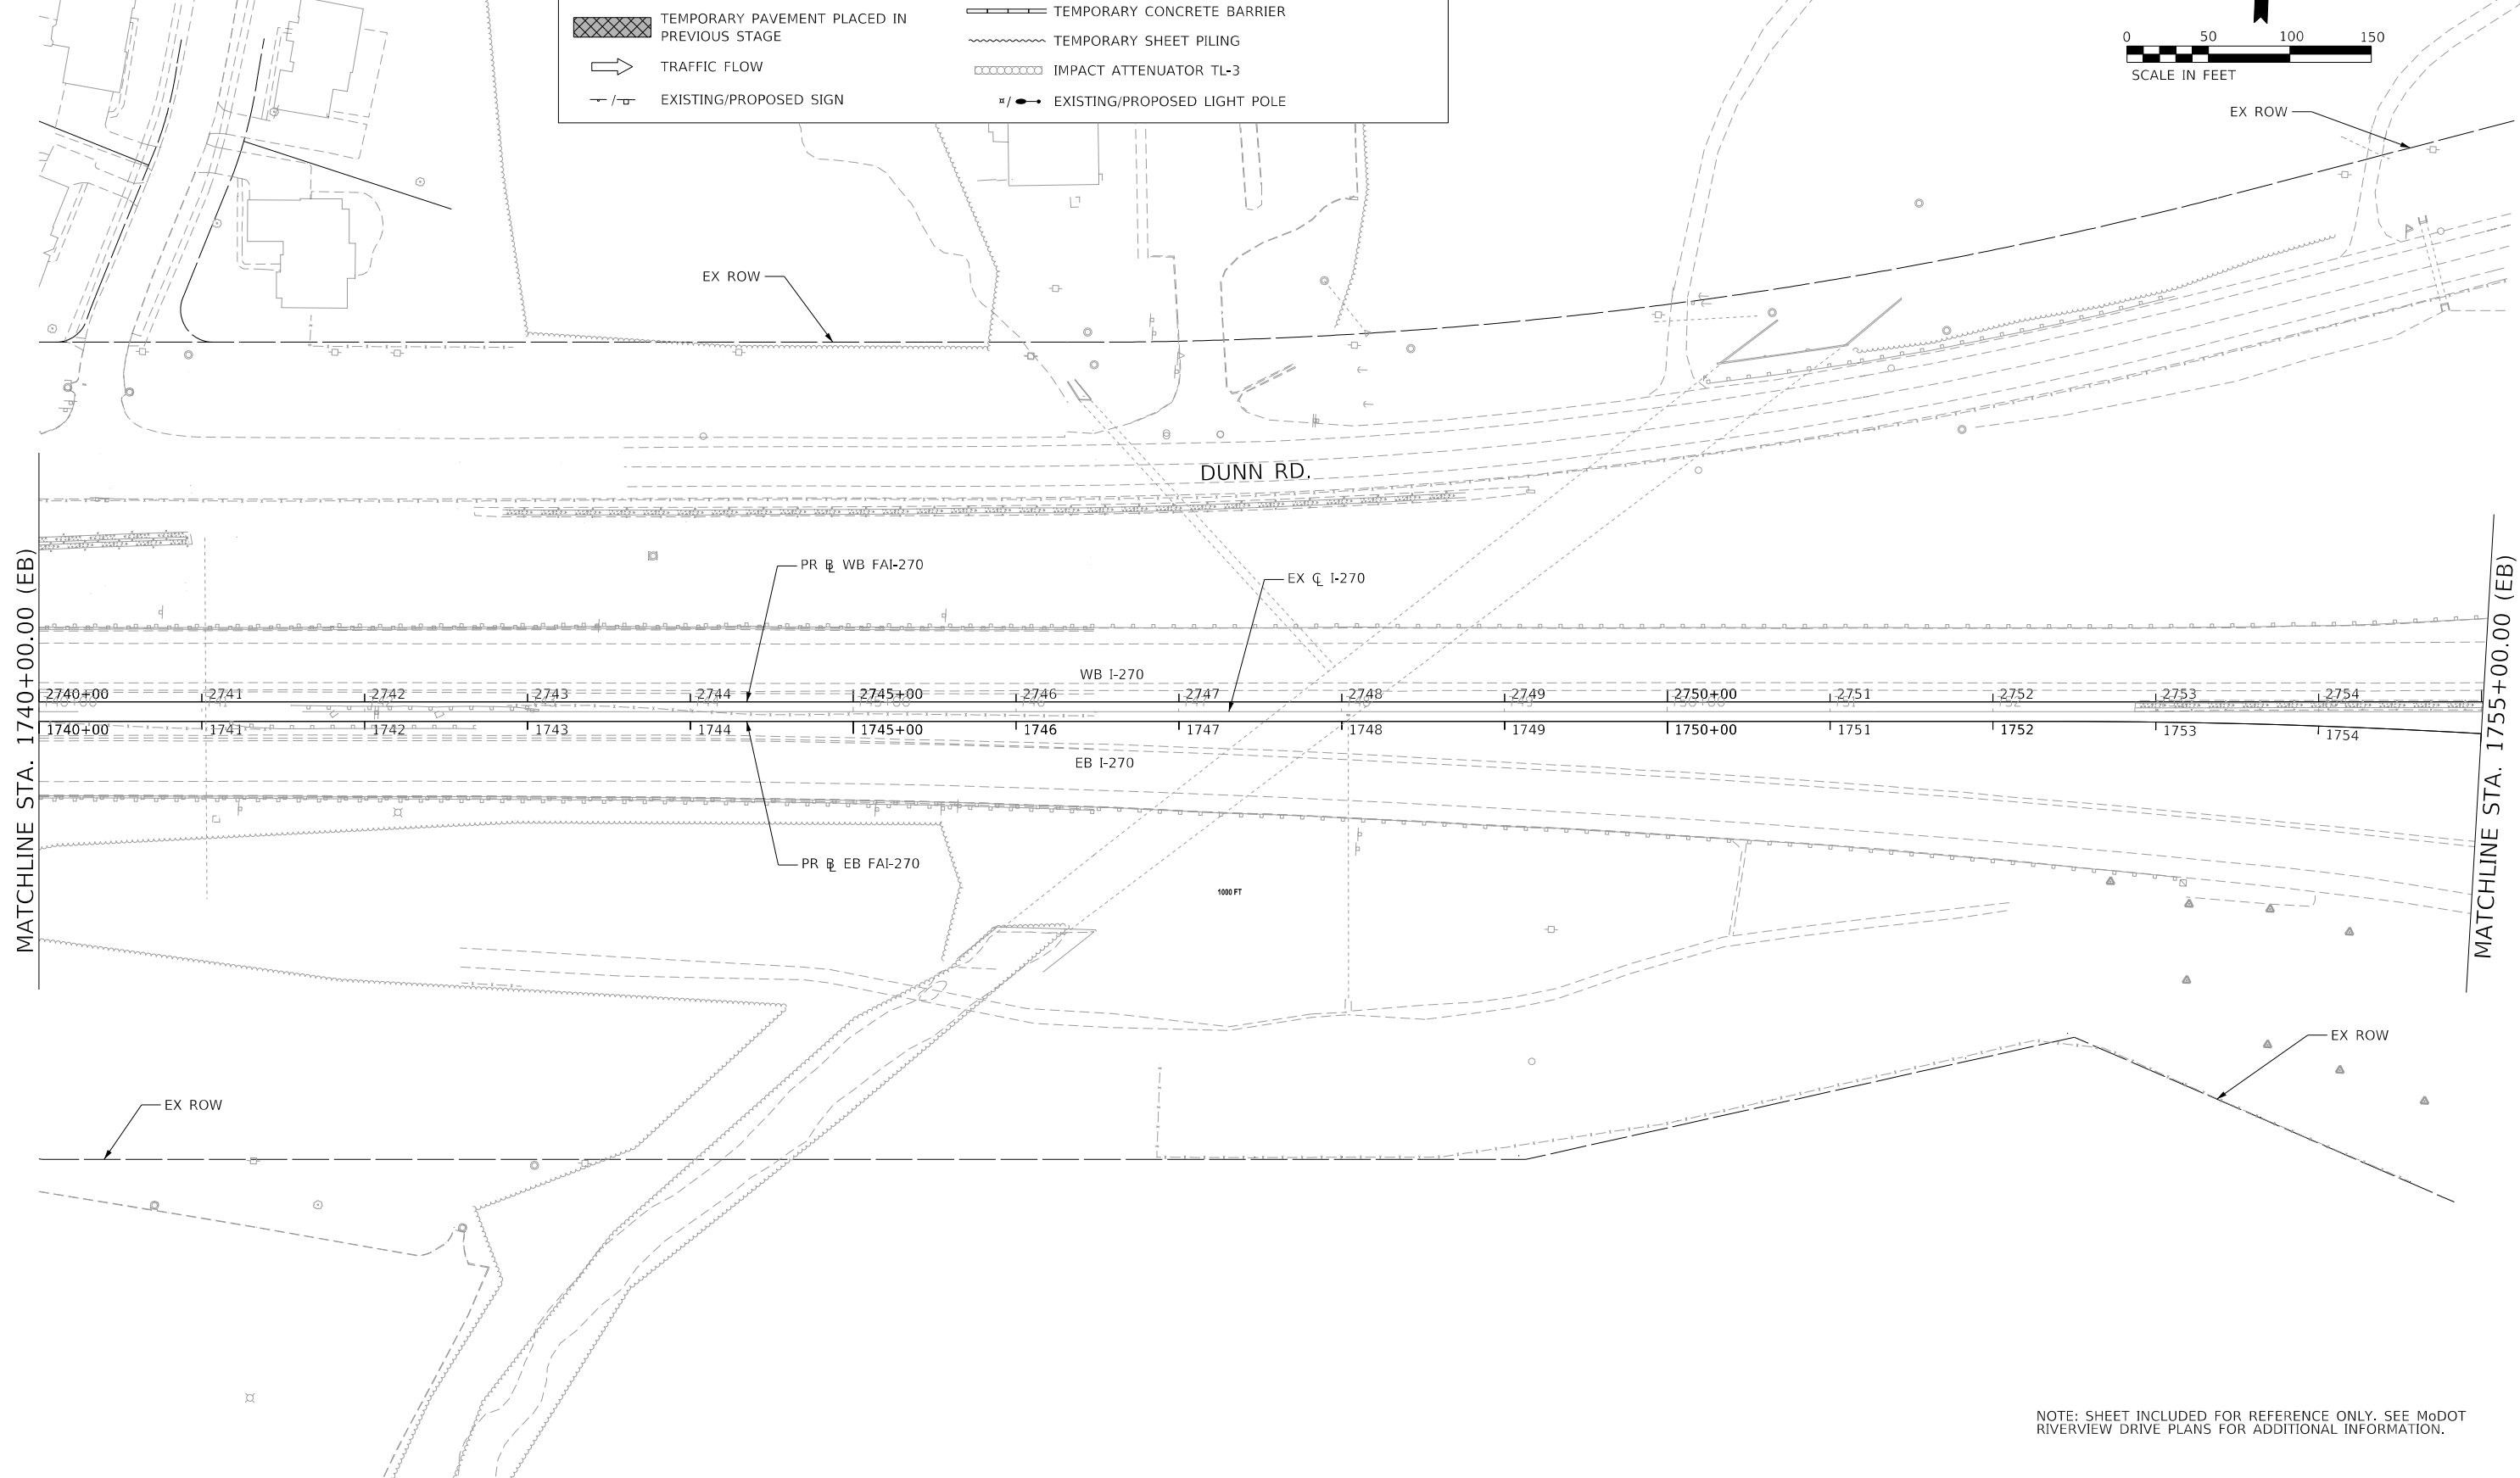 TEMPORARY PAVEMENT PLACED IN
PREVIOUS STAGE
TRAFFIC FLOW
EXISTING/PROPOSED SIGN
TEMPORARY CONCRETE BARRIER
TEMPORARY SHEET PILING
IMPACT ATTENUATOR TL-3
EXISTING/PROPOSED LIGHT POLE
0 50 100 150
SCALE IN FEET
EX ROW
EX ROW
DUNN RD.
PR BL WB FAI-270
EX CL I-270
MATCHLINE STA. 1740+00.00 (EB)
MATCHLINE STA. 1755+00.00 (EB)
WB I-270
2740+00 2741 2742 2743 2744 2745+00 2746 2747 2748 2749 2750+00 2751 2752 2753 2754
1740+00 1741 1742 1743 1744 1745+00 1746 1747 1748 1749 1750+00 1751 1752 1753 1754
EB I-270
PR BL EB FAI-270
1000 FT
EX ROW
EX ROW
NOTE: SHEET INCLUDED FOR REFERENCE ONLY. SEE MoDOT
RIVERVIEW DRIVE PLANS FOR ADDITIONAL INFORMATION.